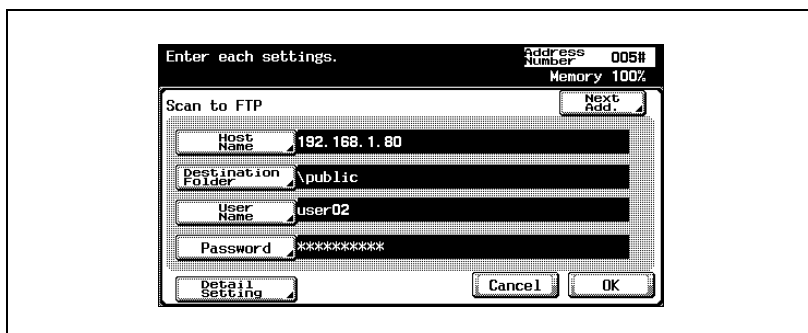 Enter each settings.
Address Number 005#
Memory 100%
Scan to FTP
Next Add.
Host Name 192.168.1.80
Destination Folder \public
User Name user02
Password **********
Detail Setting
Cancel OK